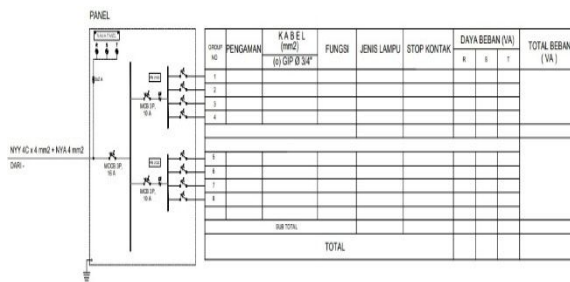 PANEL
R S T
NYY 4C x 4 mm2 + NYA 4 mm2
DARI -
MCCB 3P,
16 A
MCB 3P,
10 A
MCB 3P,
10 A
GROUP
NO
PENGAMAN
KABEL
(mm2)
(c) GIP Ø 3/4"
FUNGSI
JENIS LAMPU
STOP KONTAK
DAYA BEBAN (VA)
R S T
TOTAL BEBAN
( VA )
1
2
3
4
5
6
7
8
SUB TOTAL
TOTAL